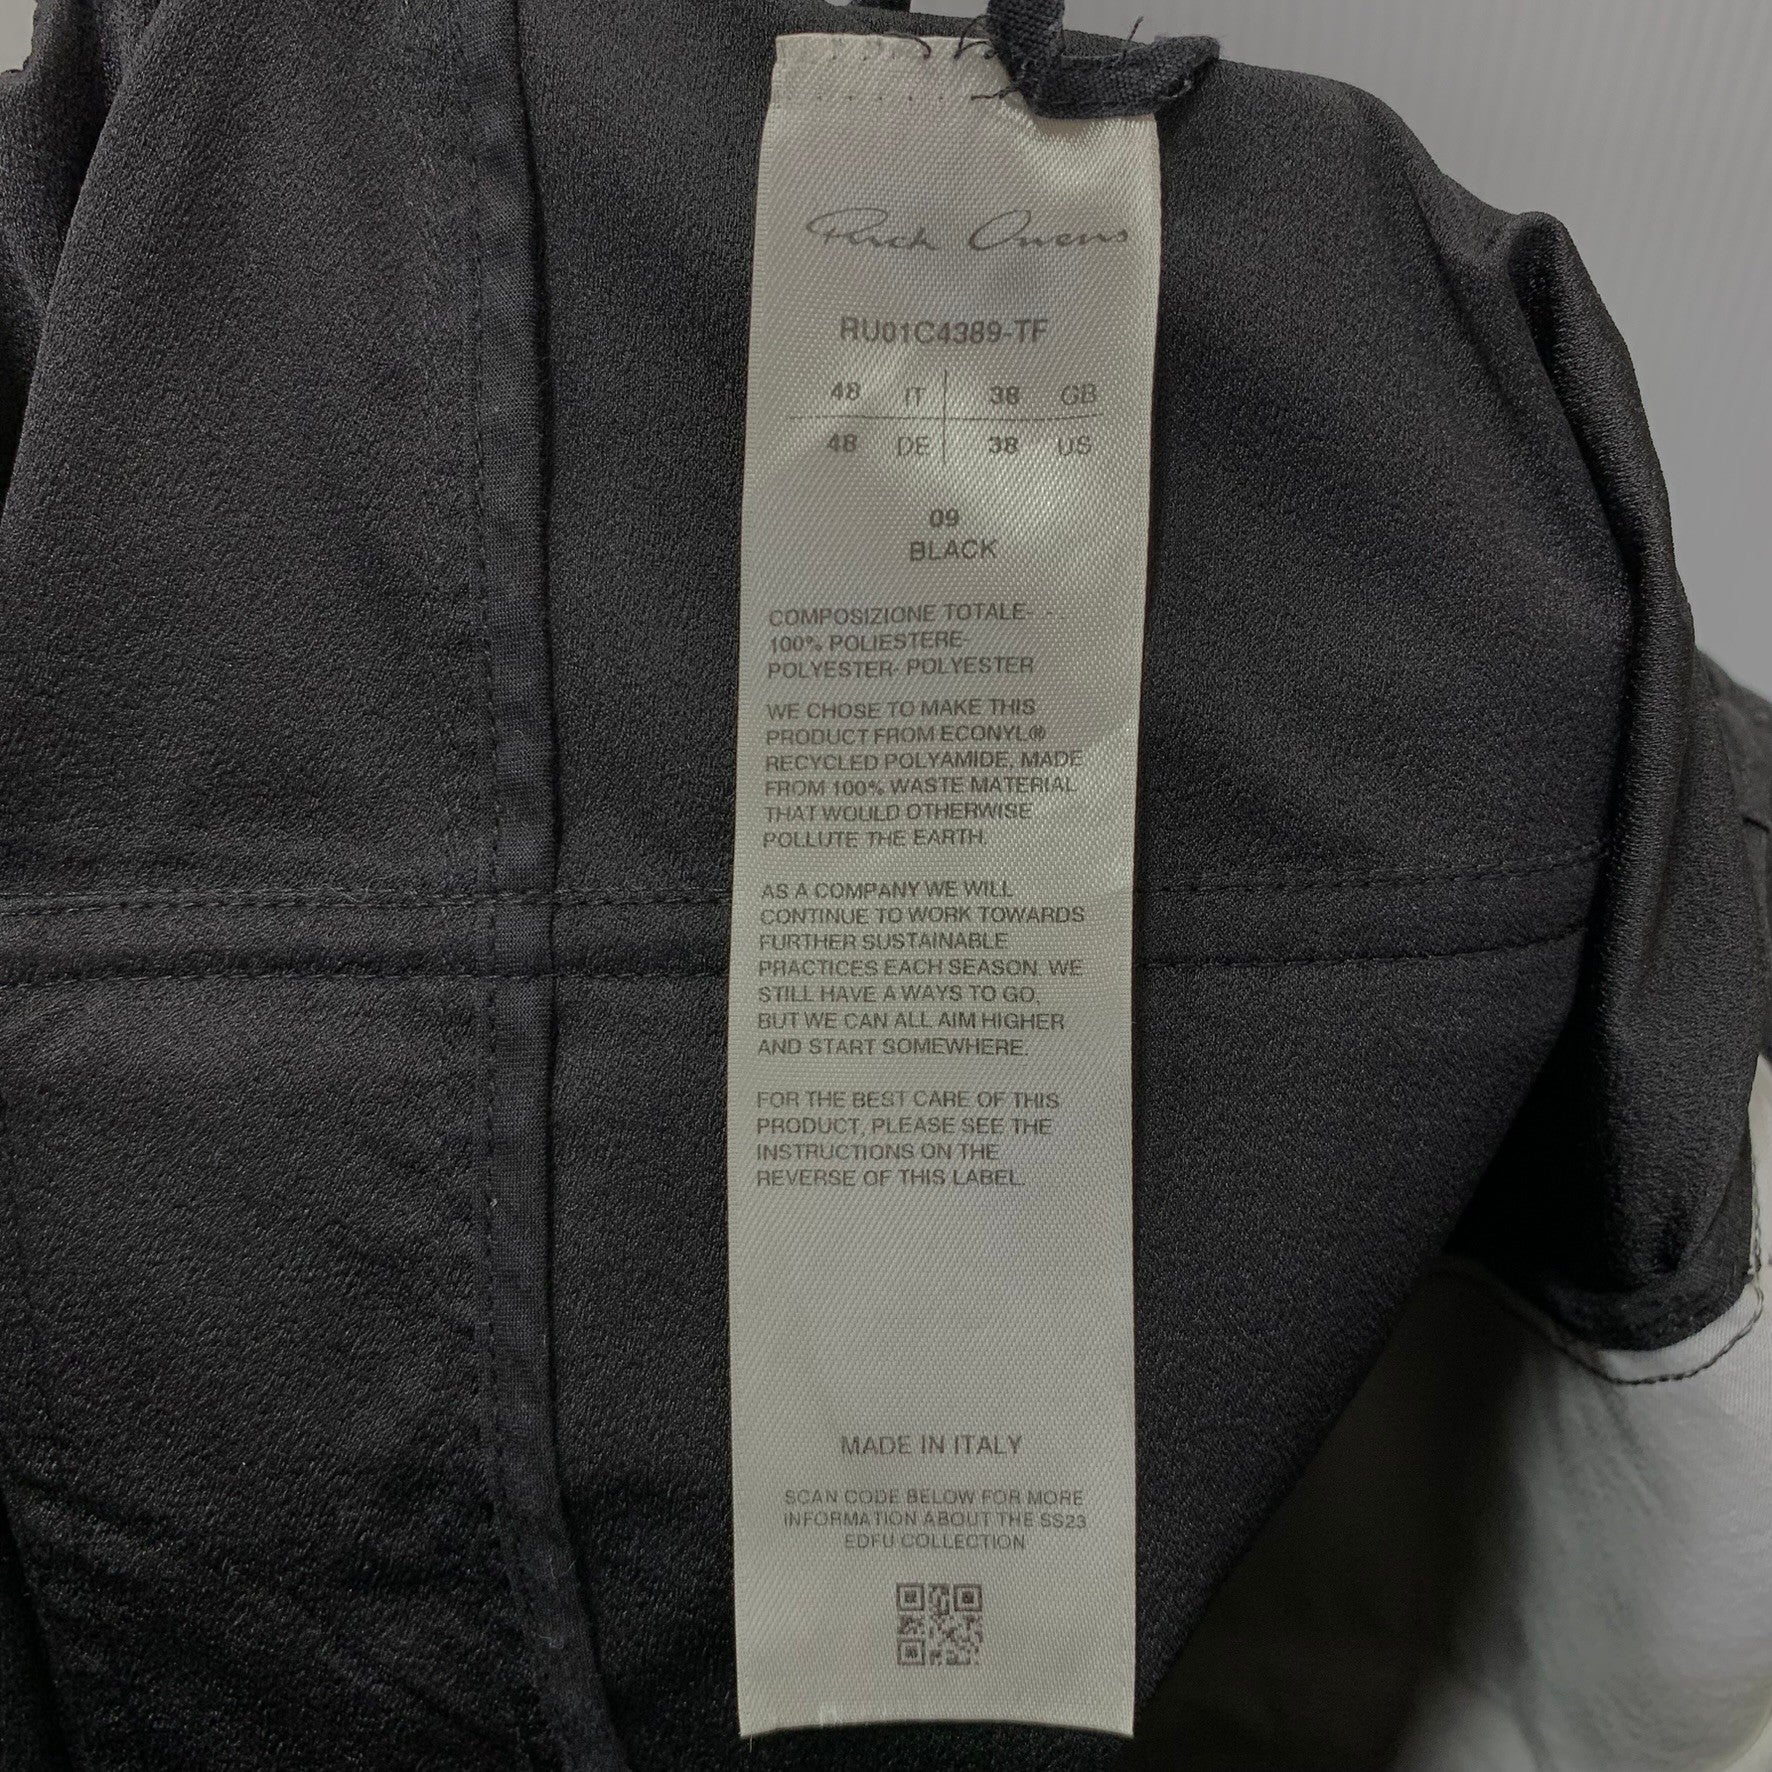 Rick Owens
RU01C4389-TF
48 IT 38 GB
48 DE 38 US
09
BLACK
COMPOSIZIONE TOTALE- - .
100% POLIESTERE-
POLYESTER- POLYESTER
WE CHOSE TO MAKE THIS
PRODUCT FROM ECONYL®
RECYCLED POLYAMIDE, MADE
FROM 100% WASTE MATERIAL
THAT WOULD OTHERWISE
POLLUTE THE EARTH.
AS A COMPANY WE WILL
CONTINUE TO WORK TOWARDS
FURTHER SUSTAINABLE
PRACTICES EACH SEASON. WE
STILL HAVE A WAYS TO GO,
BUT WE CAN ALL AIM HIGHER
AND START SOMEWHERE.
FOR THE BEST CARE OF THIS
PRODUCT, PLEASE SEE THE
INSTRUCTIONS ON THE
REVERSE OF THIS LABEL.
MADE IN ITALY
SCAN CODE BELOW FOR MORE
INFORMATION ABOUT THE SS23
EDFU COLLECTION